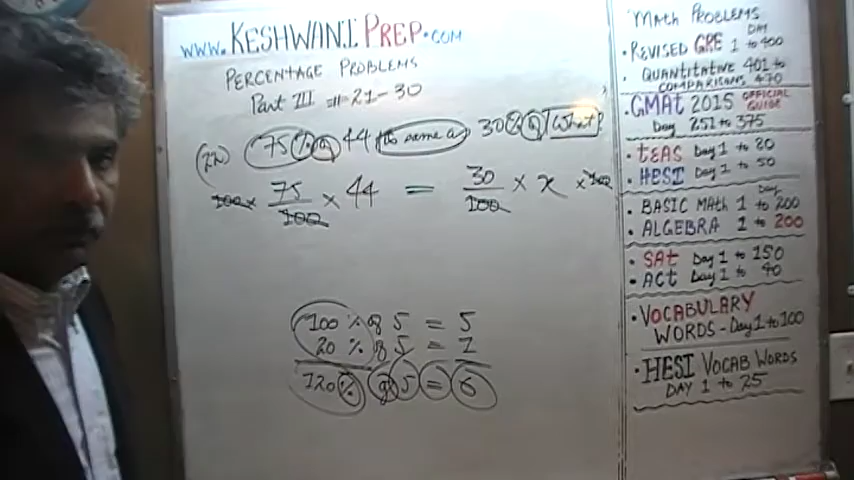 www.KESHWANI PREP.COM
PERCENTAGE PROBLEMS
Part III = 21-30
(22) 75% of 44 is same as 30% of What?
100 × 75/100 × 44 = 30/100 × x × 100
100 % of 5 = 5
20 % of 5 = 1
120% of 5 = 6
MATH PROBLEMS
• REVISED GRE DAY 1 to 400
• QUANTITATIVE COMPARISONS 401 to 470
GMAt 2015 OFFICIAL GUIDE
Day 251 to 375
• tEAS Day 1 to 20
• HESI Day 1 to 50
• BASIC MAth Day 1 to 200
• ALGEBRA 1 to 200
• SAt Day 1 to 150
• ACt Day 1 to 40
• VOCABULARY
WORDS - Day 1 to 100
• HESI VOCAB WORDS
DAY 1 to 25